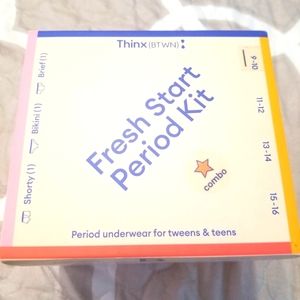 Thinx (BTWN):
Fresh Start
Period Kit
combo
Period underwear for tweens & teens
Brief (1)
Bikini (1)
Shorty (1)
9-10
11-12
13-14
15-16